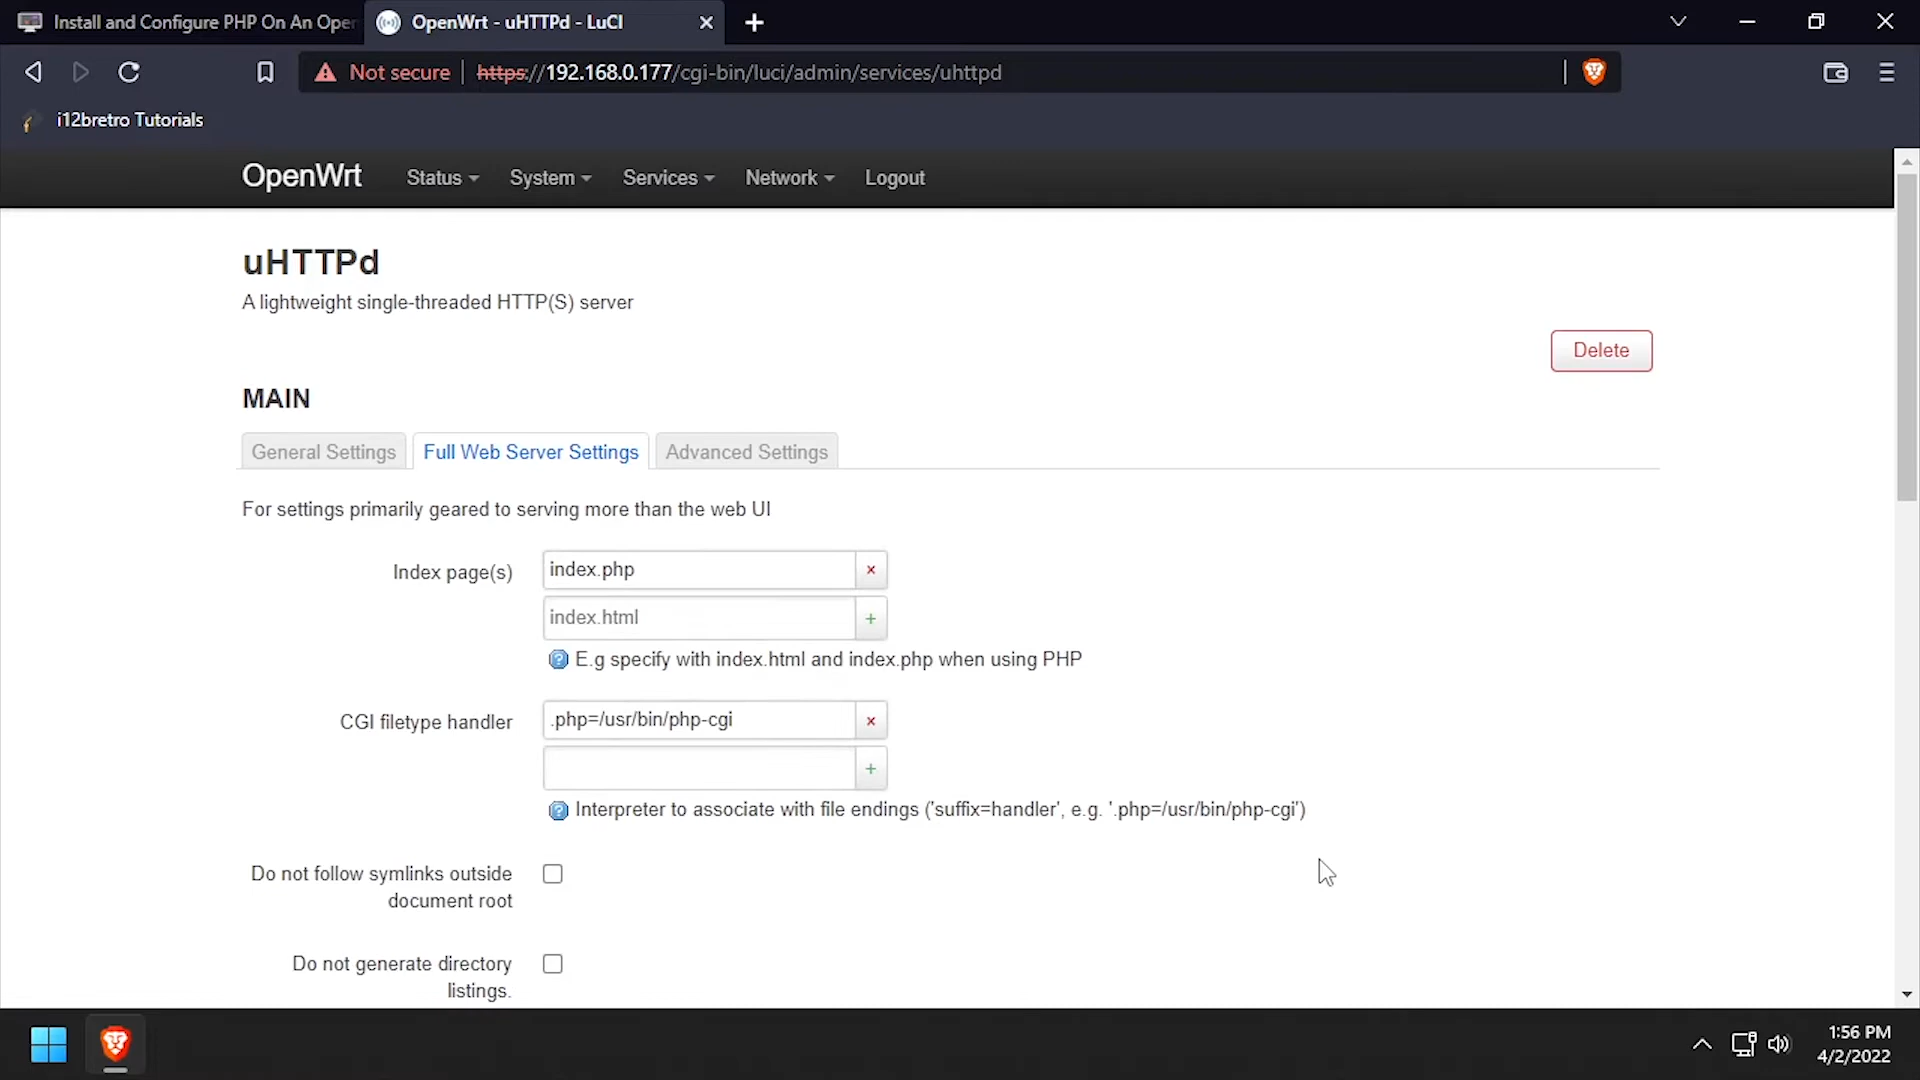 Install and Configure PHP On An Oper
OpenWrt - uHTTPd - LuCI
Not secure
https://192.168.0.177/cgi-bin/luci/admin/services/uhttpd
i12bretro Tutorials
OpenWrt
Status
System
Services
Network
Logout
uHTTPd
A lightweight single-threaded HTTP(S) server
Delete
MAIN
General Settings
Full Web Server Settings
Advanced Settings
For settings primarily geared to serving more than the web UI
Index page(s)
index.php
×
index.html
+
E.g specify with index.html and index.php when using PHP
CGI filetype handler
.php=/usr/bin/php-cgi
×
+
Interpreter to associate with file endings ('suffix=handler', e.g. '.php=/usr/bin/php-cgi')
Do not follow symlinks outside
document root
Do not generate directory
listings.
1:56 PM
4/2/2022